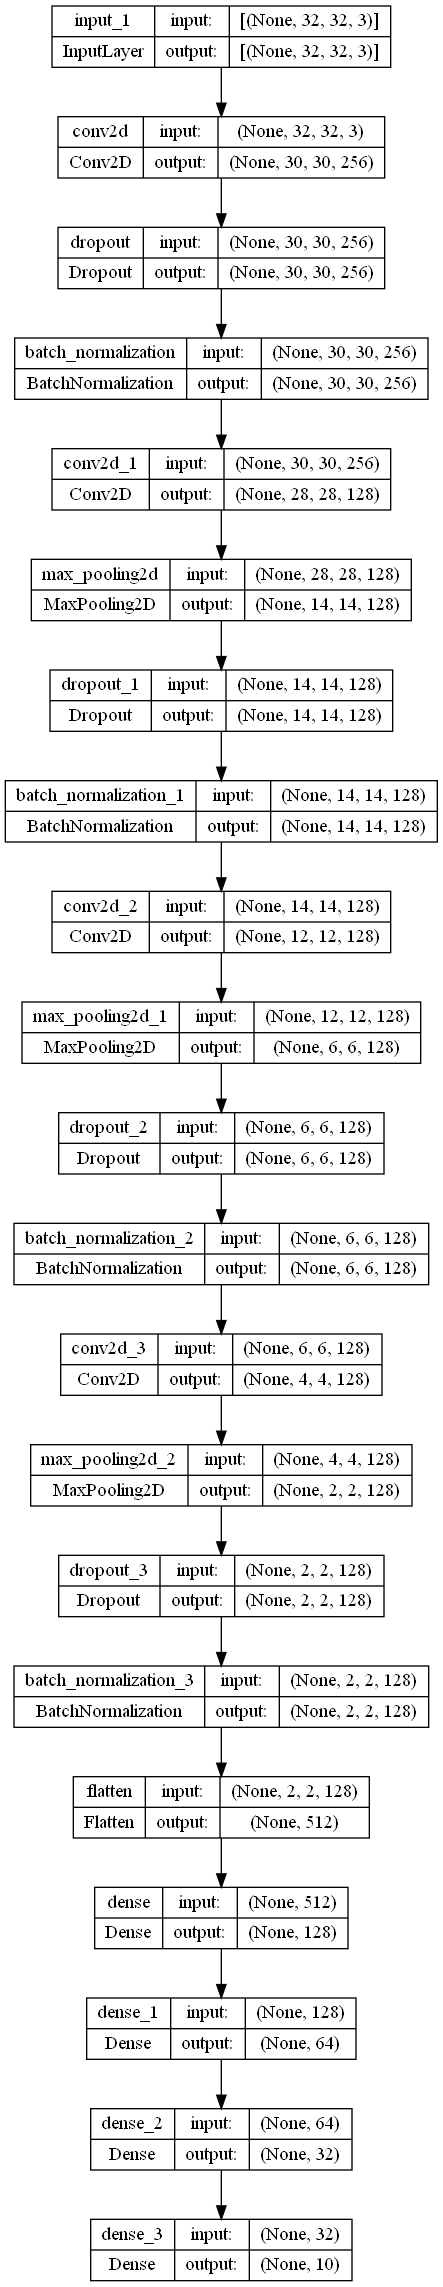 input_1 input: [(None, 32, 32, 3)]
InputLayer output: [(None, 32, 32, 3)]
conv2d input: (None, 32, 32, 3)
Conv2D output: (None, 30, 30, 256)
dropout input: (None, 30, 30, 256)
Dropout output: (None, 30, 30, 256)
batch_normalization input: (None, 30, 30, 256)
BatchNormalization output: (None, 30, 30, 256)
conv2d_1 input: (None, 30, 30, 256)
Conv2D output: (None, 28, 28, 128)
max_pooling2d input: (None, 28, 28, 128)
MaxPooling2D output: (None, 14, 14, 128)
dropout_1 input: (None, 14, 14, 128)
Dropout output: (None, 14, 14, 128)
batch_normalization_1 input: (None, 14, 14, 128)
BatchNormalization output: (None, 14, 14, 128)
conv2d_2 input: (None, 14, 14, 128)
Conv2D output: (None, 12, 12, 128)
max_pooling2d_1 input: (None, 12, 12, 128)
MaxPooling2D output: (None, 6, 6, 128)
dropout_2 input: (None, 6, 6, 128)
Dropout output: (None, 6, 6, 128)
batch_normalization_2 input: (None, 6, 6, 128)
BatchNormalization output: (None, 6, 6, 128)
conv2d_3 input: (None, 6, 6, 128)
Conv2D output: (None, 4, 4, 128)
max_pooling2d_2 input: (None, 4, 4, 128)
MaxPooling2D output: (None, 2, 2, 128)
dropout_3 input: (None, 2, 2, 128)
Dropout output: (None, 2, 2, 128)
batch_normalization_3 input: (None, 2, 2, 128)
BatchNormalization output: (None, 2, 2, 128)
flatten input: (None, 2, 2, 128)
Flatten output: (None, 512)
dense input: (None, 512)
Dense output: (None, 128)
dense_1 input: (None, 128)
Dense output: (None, 64)
dense_2 input: (None, 64)
Dense output: (None, 32)
dense_3 input: (None, 32)
Dense output: (None, 10)